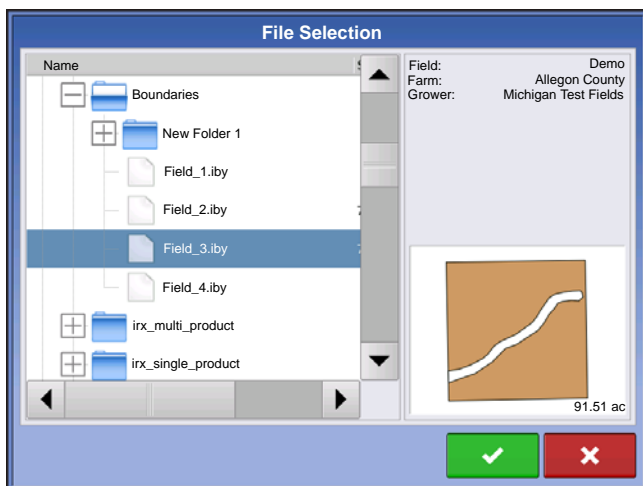 File Selection
Name
Boundaries
New Folder 1
Field_1.iby
Field_2.iby
Field_3.iby
Field_4.iby
irx_multi_product
irx_single_product
Field: Demo
Farm: Allegon County
Grower: Michigan Test Fields
91.51 ac